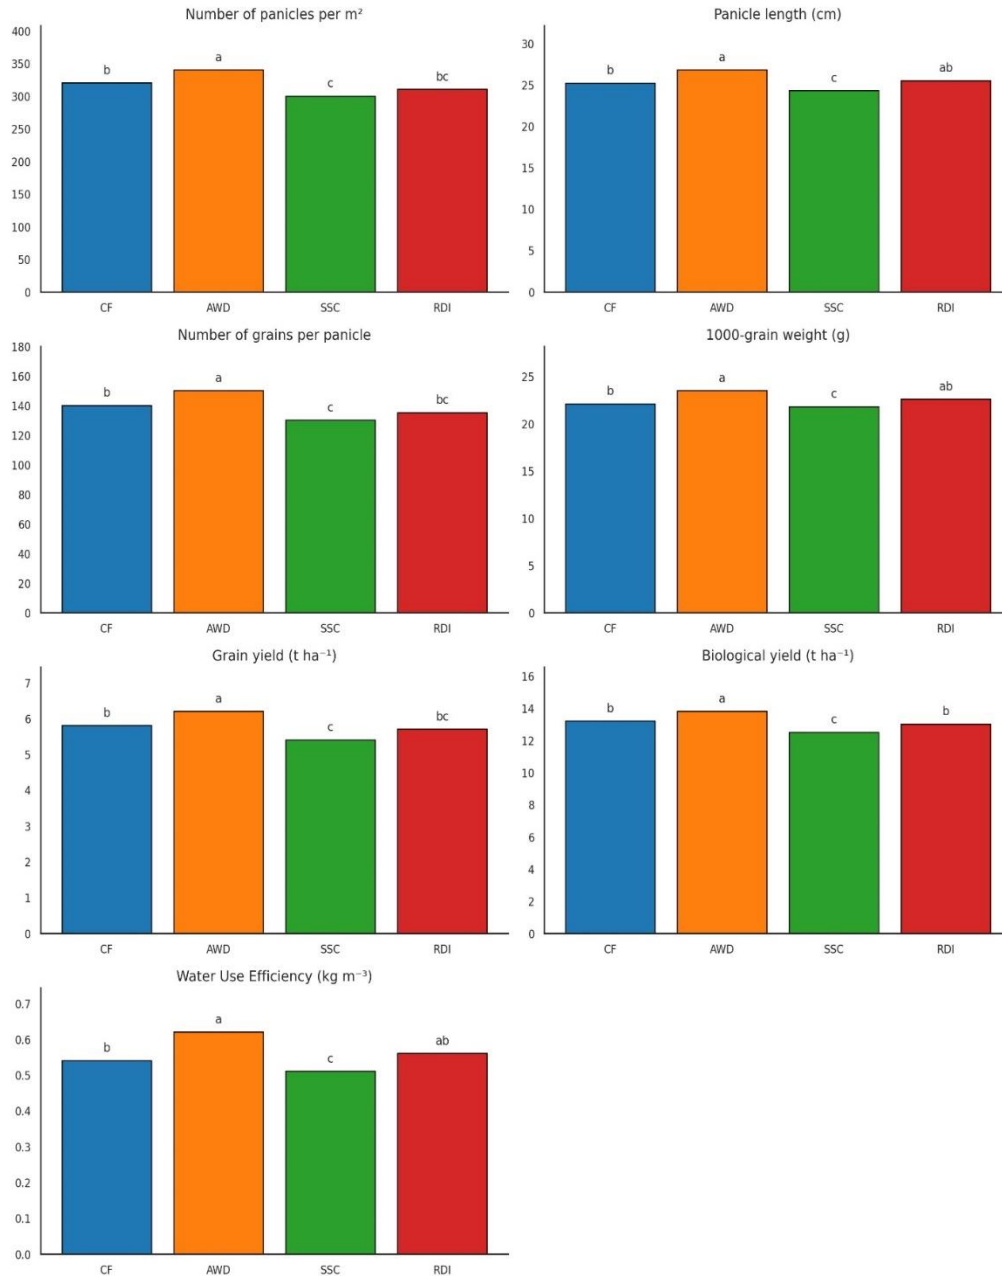 Number of panicles per m²
400
350
300
250
200
150
100
50
0
b
a
c
bc
CF AWD SSC RDI
Panicle length (cm)
30
25
20
15
10
5
0
b
a
c
ab
CF AWD SSC RDI
Number of grains per panicle
180
160
140
120
100
80
60
40
20
0
b
a
c
bc
CF AWD SSC RDI
1000-grain weight (g)
25
20
15
10
5
0
b
a
c
ab
CF AWD SSC RDI
Grain yield (t ha⁻¹)
7
6
5
4
3
2
1
0
b
a
c
bc
CF AWD SSC RDI
Biological yield (t ha⁻¹)
16
14
12
10
8
6
4
2
0
b
a
c
b
CF AWD SSC RDI
Water Use Efficiency (kg m⁻³)
0.7
0.6
0.5
0.4
0.3
0.2
0.1
0.0
b
a
c
ab
CF AWD SSC RDI